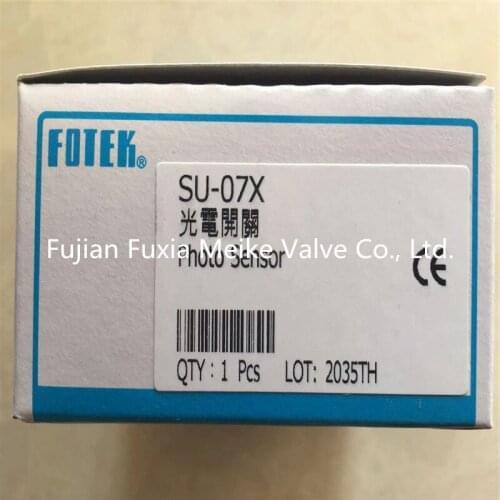 FOTEK®
SU-07X
光電開關
Fujian Fuxia Meike Valve Co., Ltd.
Photo Sensor
CE
QTY : 1 Pcs LOT: 2035TH